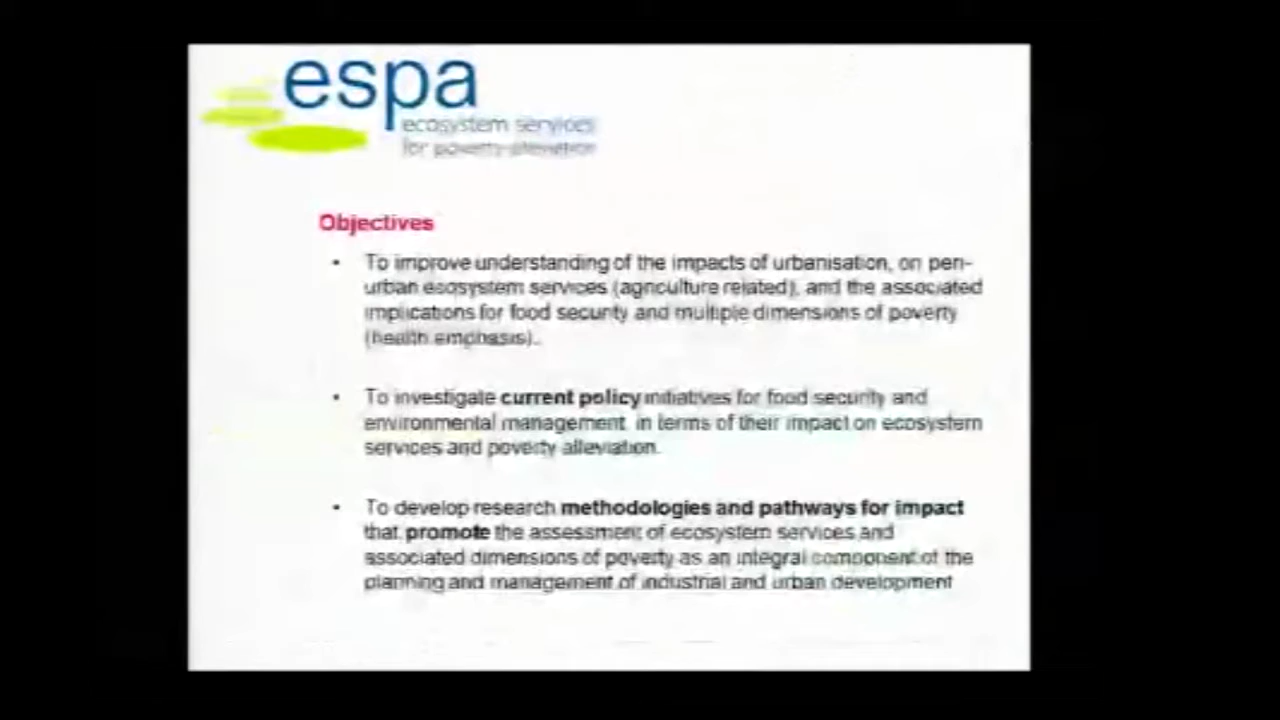 espa
ecosystem services
for poverty alleviation
Objectives
• To improve understanding of the impacts of urbanisation, on peri-
urban ecosystem services (agriculture related), and the associated
implications for food security and multiple dimensions of poverty
(health emphasis).
• To investigate current policy initiatives for food security and
environmental management, in terms of their impact on ecosystem
services and poverty alleviation.
• To develop research methodologies and pathways for impact
that promote the assessment of ecosystem services and
associated dimensions of poverty as an integral component of the
planning and management of industrial and urban development